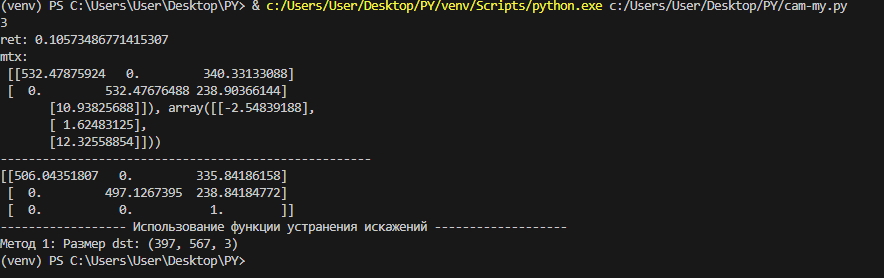 (venv) PS C:\Users\User\Desktop\PY> & c:/Users/User/Desktop/PY/venv/Scripts/python.exe c:/Users/User/Desktop/PY/cam-my.py
3
ret: 0.10573486771415307
mtx:
 [[532.47875924   0.         340.33133088]
 [  0.         532.47676488 238.90366144]
       [10.93825688]]), array([[-2.54839188],
       [ 1.62483125],
       [12.32558854]]))
-----------------------------------------------------
[[506.04351807   0.         335.84186158]
 [  0.         497.1267395  238.84184772]
 [  0.           0.           1.        ]]
------------------ Использование функции устранения искажений -------------------
Метод 1: Размер dst: (397, 567, 3)
(venv) PS C:\Users\User\Desktop\PY>